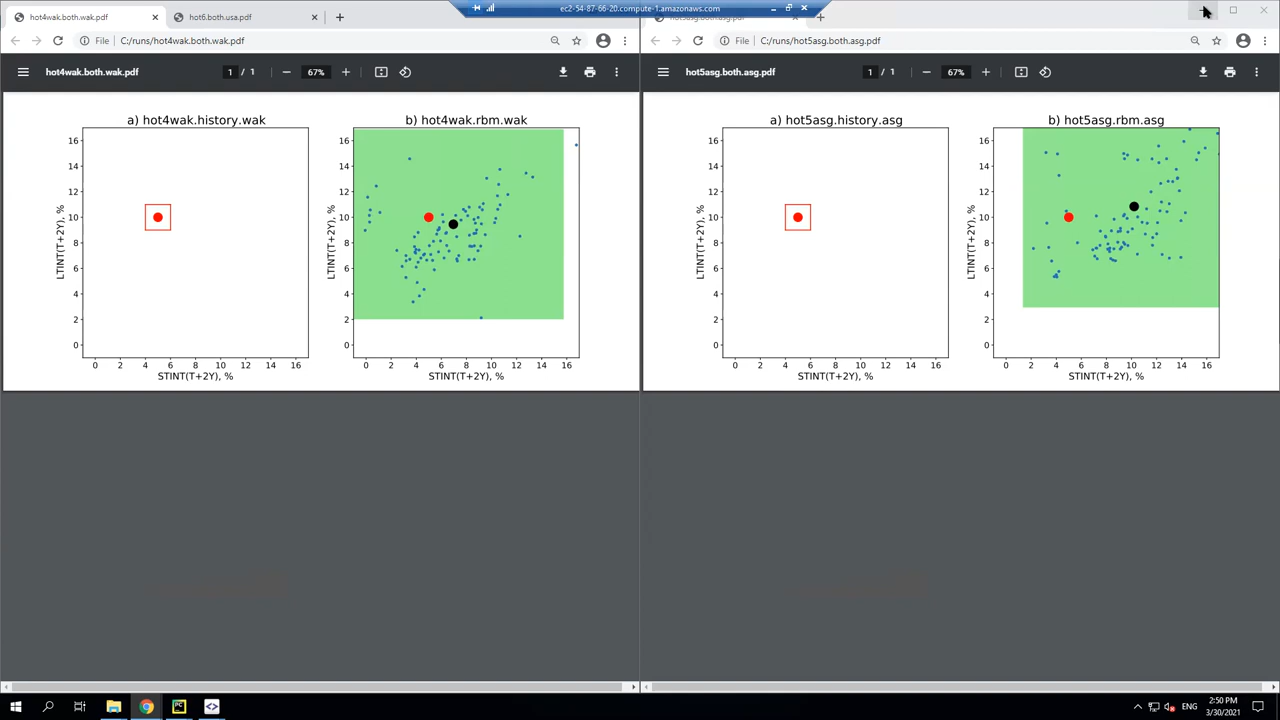 hot4wak.both.wak.pdf
hot6.both.usa.pdf
ec2-54-87-66-20.compute-1.amazonaws.com
hot5asg.both.asg.pdf
File C:/runs/hot4wak.both.wak.pdf
File C:/runs/hot5asg.both.asg.pdf
hot4wak.both.wak.pdf 1 / 1 67%
hot5asg.both.asg.pdf 1 / 1 67%
a) hot4wak.history.wak
16
14
12
10
8
6
4
2
0
LTINT(T+2Y), %
0 2 4 6 8 10 12 14 16
STINT(T+2Y), %
b) hot4wak.rbm.wak
16
14
12
10
8
6
4
2
0
LTINT(T+2Y), %
0 2 4 6 8 10 12 14 16
STINT(T+2Y), %
a) hot5asg.history.asg
16
14
12
10
8
6
4
2
0
LTINT(T+2Y), %
0 2 4 6 8 10 12 14 16
STINT(T+2Y), %
b) hot5asg.rbm.asg
16
14
12
10
8
6
4
2
0
LTINT(T+2Y), %
0 2 4 6 8 10 12 14 16
STINT(T+2Y), %
PC
ENG
2:50 PM
3/30/2021